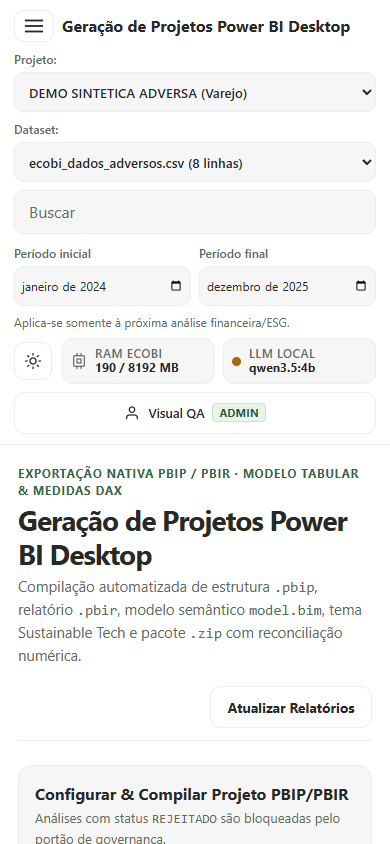 Geração de Projetos Power BI Desktop
Projeto:
DEMO SINTETICA ADVERSA (Varejo)
Dataset:
ecobi_dados_adversos.csv (8 linhas)
Buscar
Período inicial
Período final
janeiro de 2024
dezembro de 2025
Aplica-se somente à próxima análise financeira/ESG.
RAM ECOBI
190 / 8192 MB
LLM LOCAL
qwen3.5:4b
Visual QA ADMIN
EXPORTAÇÃO NATIVA PBIP / PBIR · MODELO TABULAR
& MEDIDAS DAX
Geração de Projetos Power
BI Desktop
Compilação automatizada de estrutura .pbip,
relatório .pbir, modelo semântico model.bim, tema
Sustainable Tech e pacote .zip com reconciliação
numérica.
Atualizar Relatórios
Configurar & Compilar Projeto PBIP/PBIR
Análises com status REJEITADO são bloqueadas pelo
portão de governança.